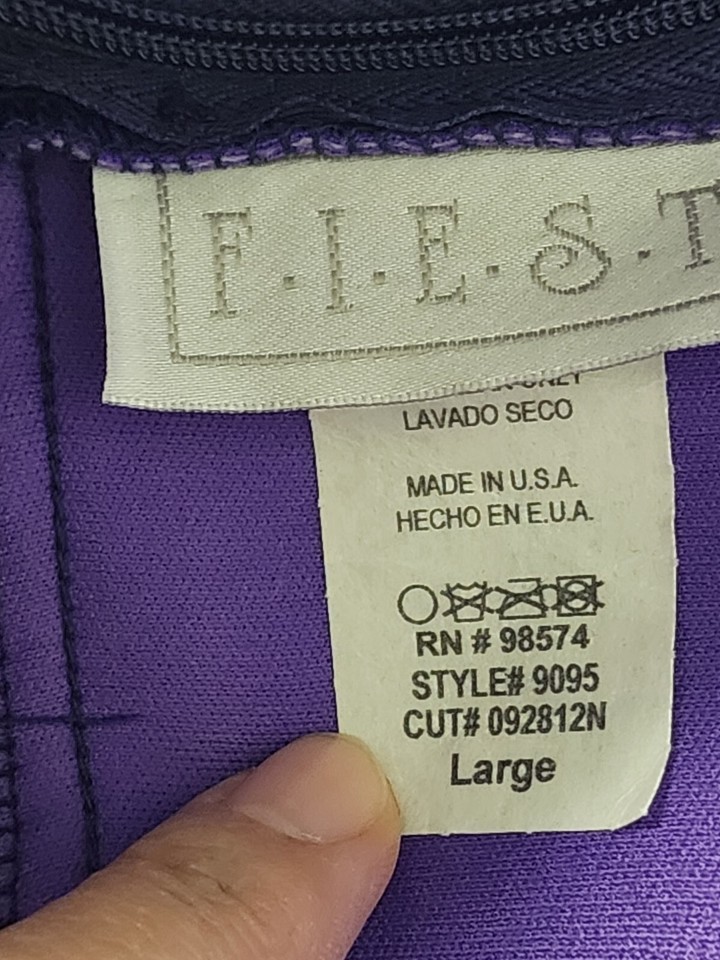 F.I.E.S.T
LAVADO SECO
MADE IN U.S.A.
HECHO EN E.U.A.
RN # 98574
STYLE# 9095
CUT# 092812N
Large